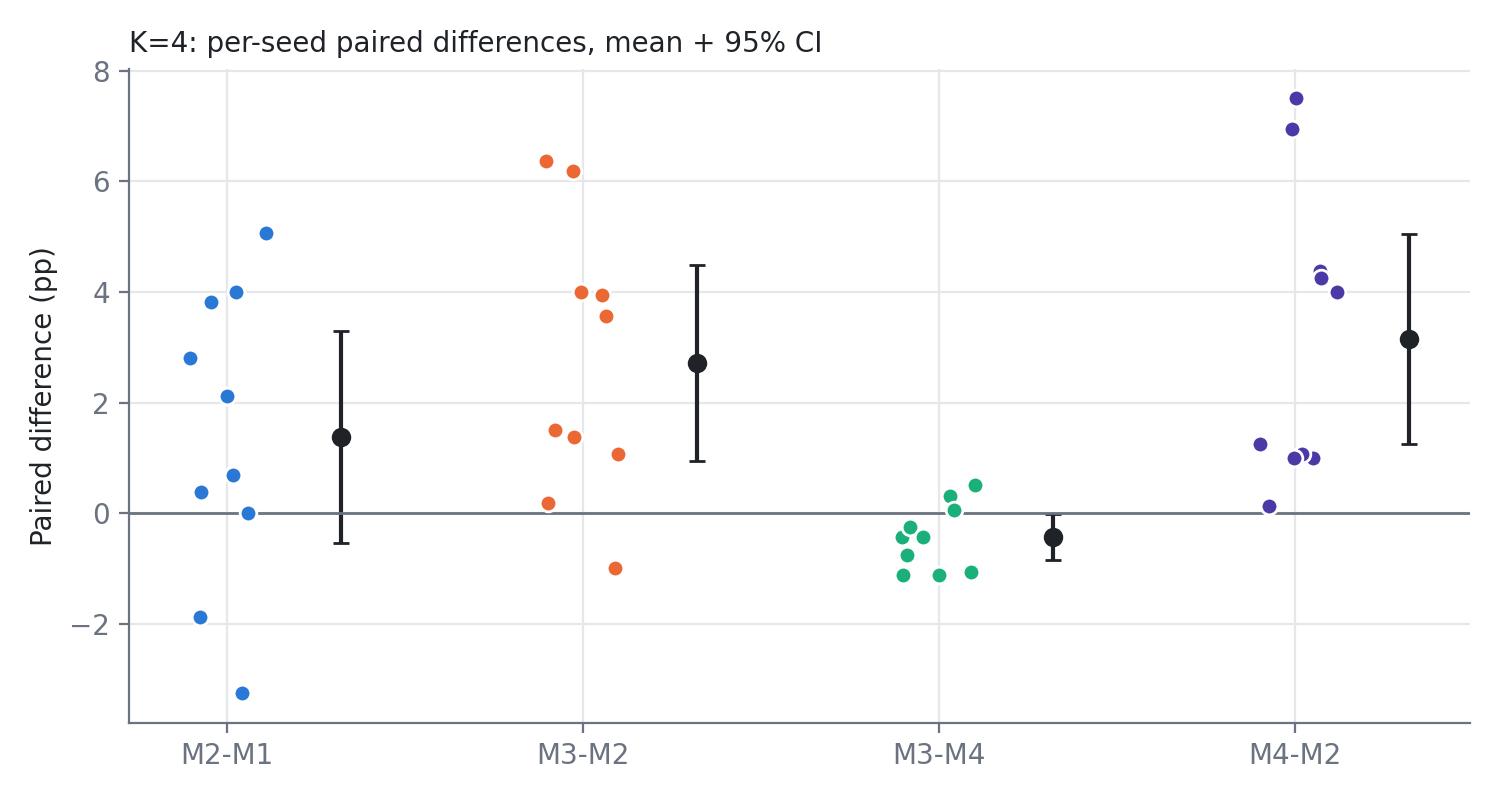 K=4: per-seed paired differences, mean + 95% CI
Paired difference (pp)
8
6
4
2
0
−2
M2-M1 M3-M2 M3-M4 M4-M2